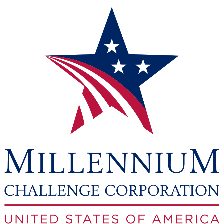 MILLENNIUM
CHALLENGE CORPORATION
UNITED STATES OF AMERICA